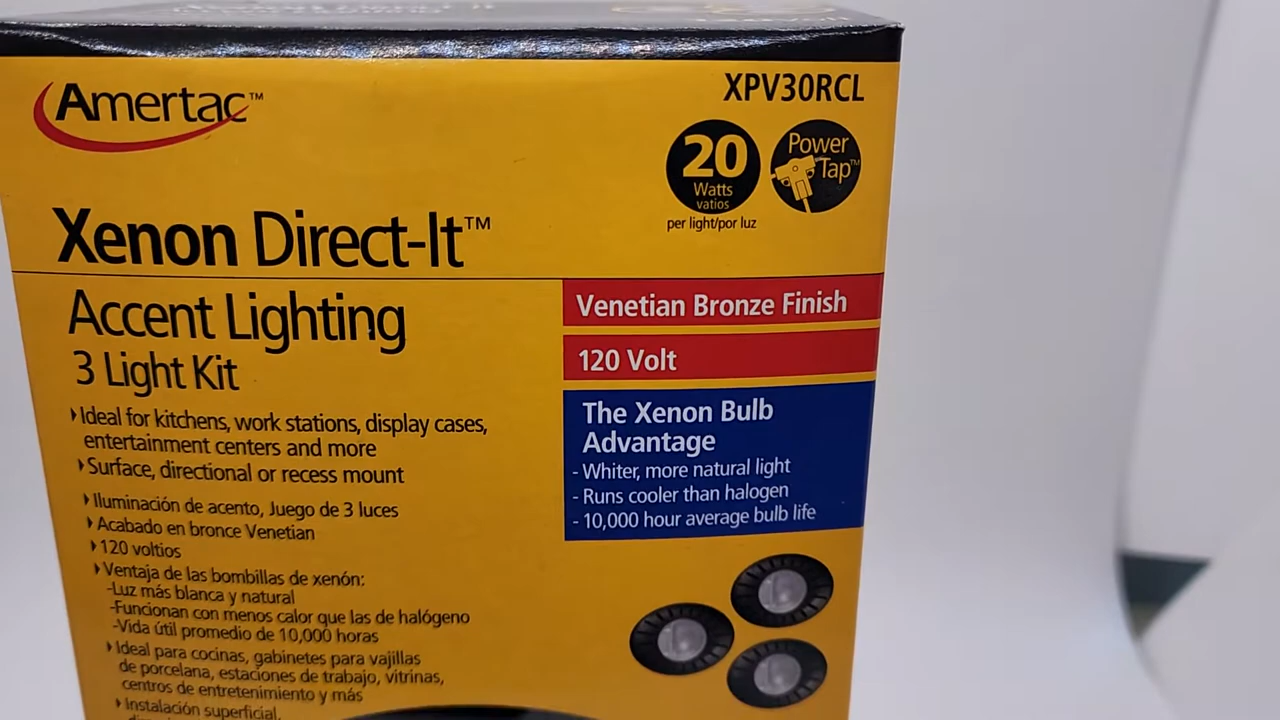 Amertac™
XPV30RCL
20
Watts
vatios
per light/por luz
Power
Tap™
Xenon Direct-It™
Accent Lighting
3 Light Kit
Ideal for kitchens, work stations, display cases,
entertainment centers and more
Surface, directional or recess mount
Iluminación de acento, Juego de 3 luces
Acabado en bronce Venetian
120 voltios
Ventaja de las bombillas de xenón:
-Luz más blanca y natural
-Funcionan con menos calor que las de halógeno
-Vida útil promedio de 10,000 horas
Ideal para cocinas, gabinetes para vajillas
de porcelana, estaciones de trabajo, vitrinas,
centros de entretenimiento y más
Instalación superficial,
Venetian Bronze Finish
120 Volt
The Xenon Bulb
Advantage
- Whiter, more natural light
- Runs cooler than halogen
- 10,000 hour average bulb life